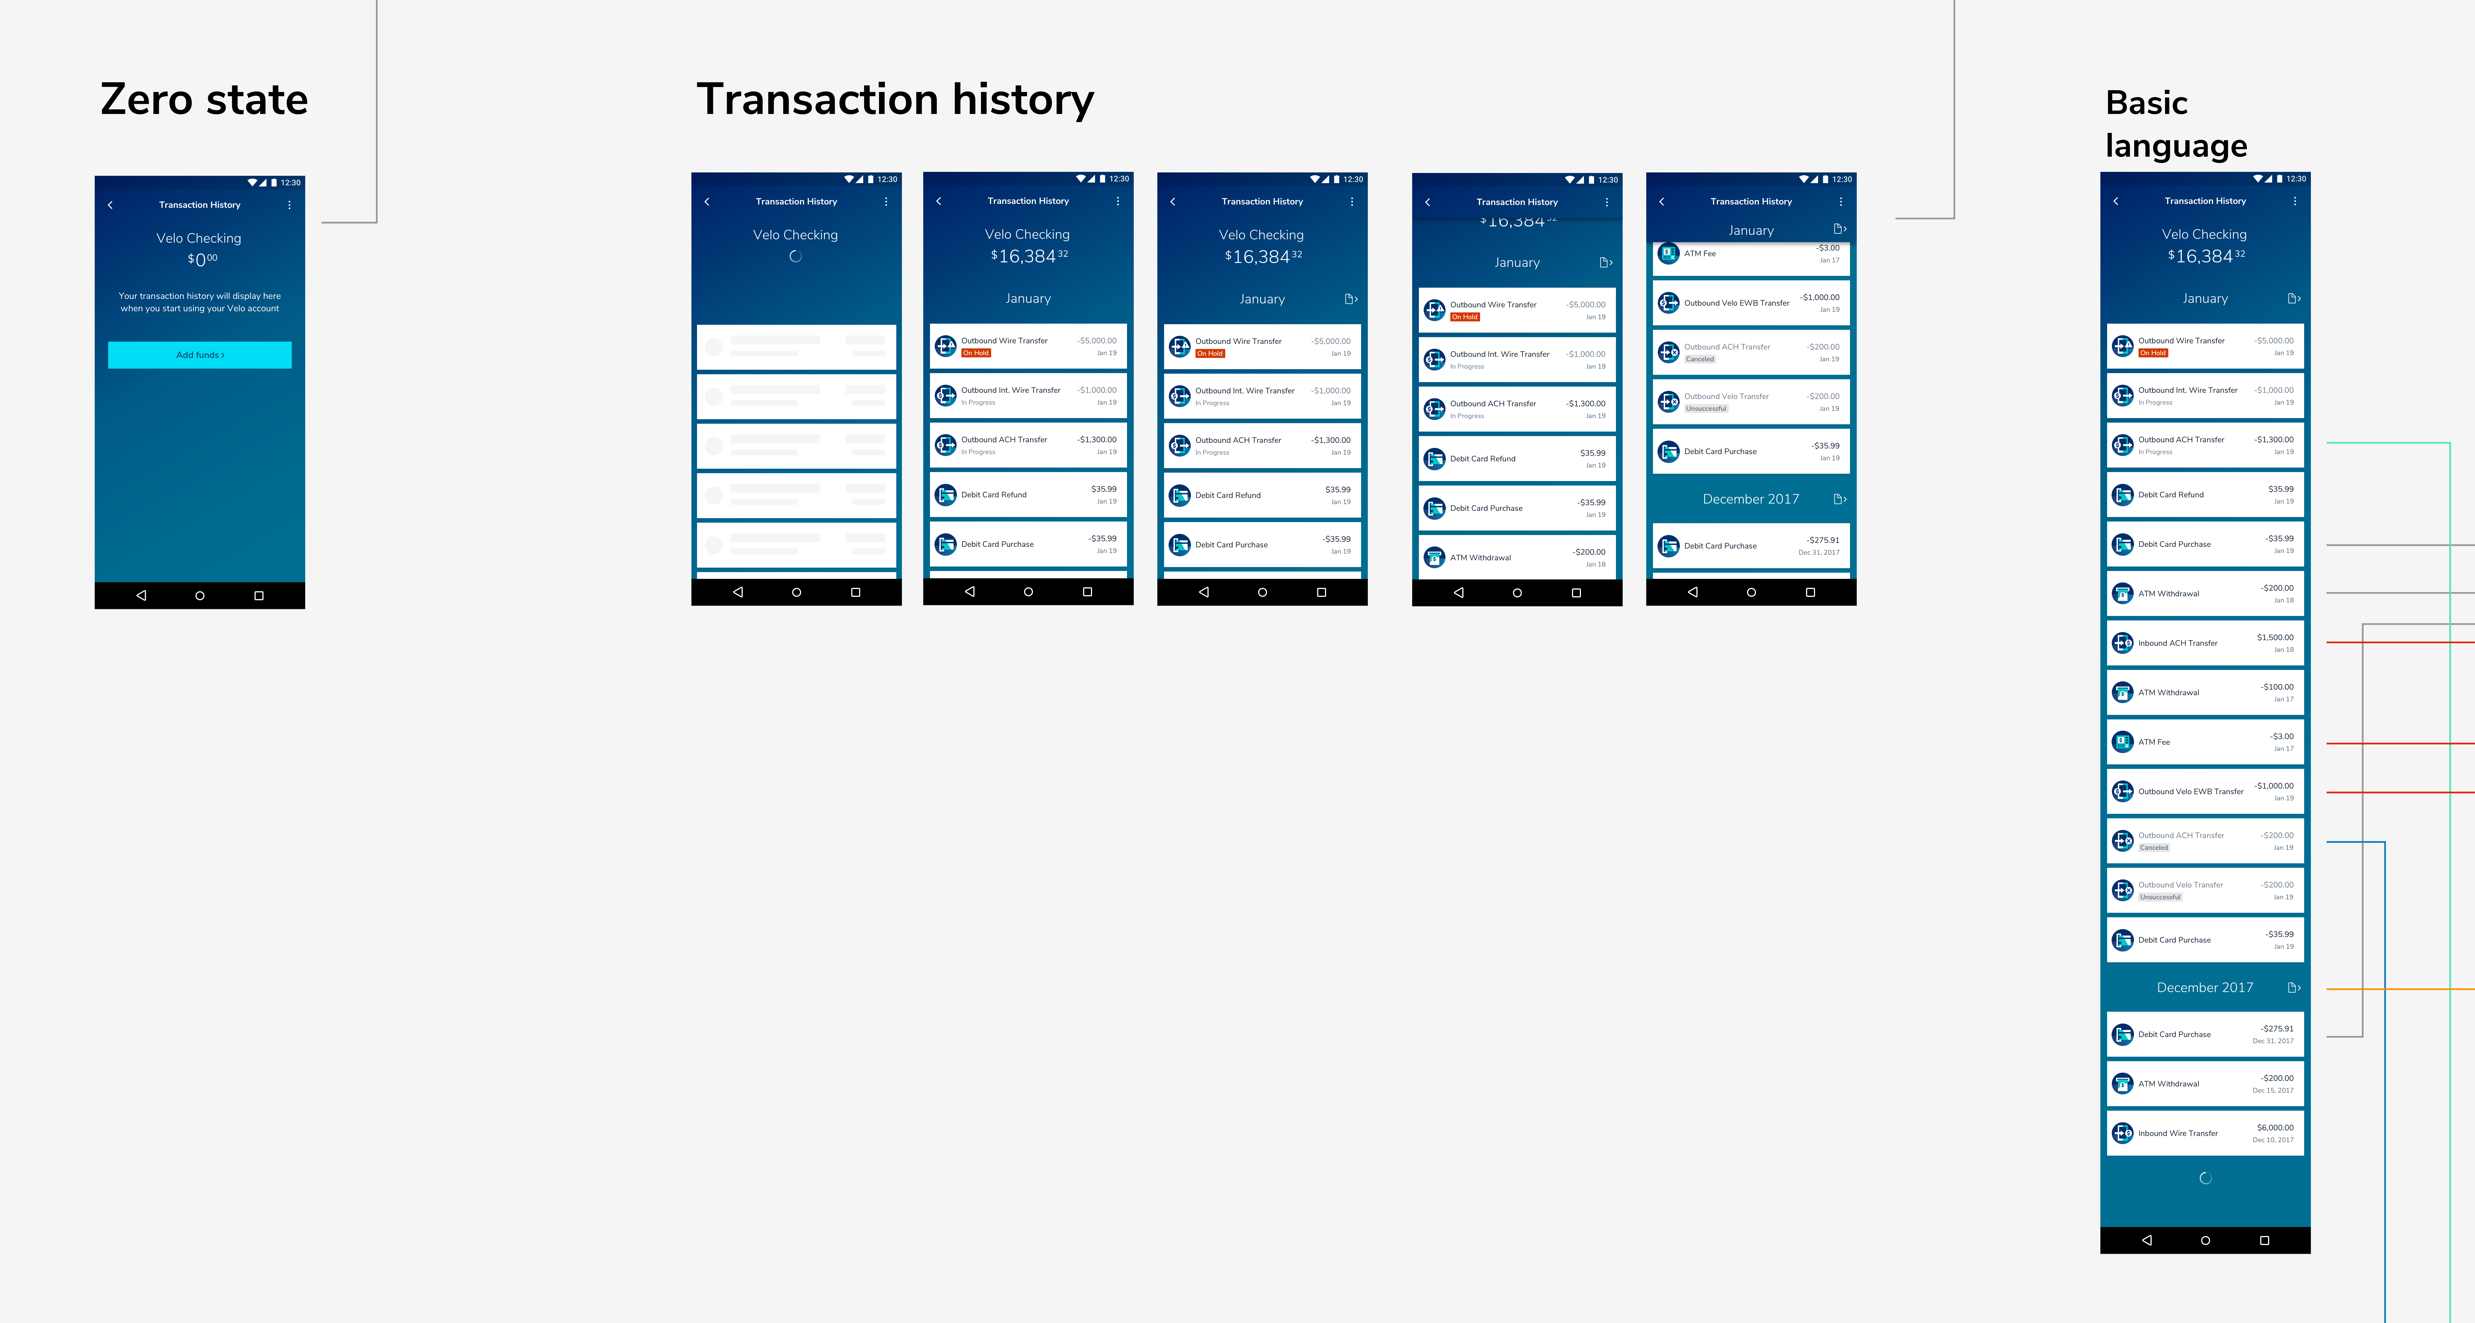 Zero state
12:30
Transaction History
Velo Checking
$0.00
Your transaction history will display here
when you start using your Velo account
Add funds ›
Transaction history
12:30
Transaction History
Velo Checking
12:30
Transaction History
Velo Checking
$16,384 32
January
Outbound Wire Transfer -$5,000.00
On Hold Jan 19
Outbound Int. Wire Transfer -$1,000.00
In Progress Jan 19
Outbound ACH Transfer -$1,300.00
In Progress Jan 19
Debit Card Refund $35.99
Jan 19
Debit Card Purchase -$35.99
Jan 19
12:30
Transaction History
Velo Checking
$16,384 32
January
Outbound Wire Transfer -$5,000.00
On Hold Jan 19
Outbound Int. Wire Transfer -$1,000.00
In Progress Jan 19
Outbound ACH Transfer -$1,300.00
In Progress Jan 19
Debit Card Refund $35.99
Jan 19
Debit Card Purchase -$35.99
Jan 19
12:30
Transaction History
$16,384 32
January
Outbound Wire Transfer -$5,000.00
On Hold Jan 19
Outbound Int. Wire Transfer -$1,000.00
In Progress Jan 19
Outbound ACH Transfer -$1,300.00
In Progress Jan 19
Debit Card Refund $35.99
Jan 19
Debit Card Purchase -$35.99
Jan 19
ATM Withdrawal -$200.00
Jan 18
12:30
Transaction History
January
ATM Fee -$3.00
Jan 17
Outbound Velo EWB Transfer -$1,000.00
Jan 19
Outbound ACH Transfer -$200.00
Canceled Jan 19
Outbound Velo Transfer -$200.00
Unsuccessful Jan 19
Debit Card Purchase -$35.99
Jan 19
December 2017
Debit Card Purchase -$275.91
Dec 31, 2017
Basic
language
12:30
Transaction History
Velo Checking
$16,384 32
January
Outbound Wire Transfer -$5,000.00
On Hold Jan 19
Outbound Int. Wire Transfer -$1,000.00
In Progress Jan 19
Outbound ACH Transfer -$1,300.00
In Progress Jan 19
Debit Card Refund $35.99
Jan 19
Debit Card Purchase -$35.99
Jan 19
ATM Withdrawal -$200.00
Jan 18
Inbound ACH Transfer $1,500.00
Jan 18
ATM Withdrawal -$100.00
Jan 17
ATM Fee -$3.00
Jan 17
Outbound Velo EWB Transfer -$1,000.00
Jan 19
Outbound ACH Transfer -$200.00
Canceled Jan 19
Outbound Velo Transfer -$200.00
Unsuccessful Jan 19
Debit Card Purchase -$35.99
Jan 19
December 2017
Debit Card Purchase -$275.91
Dec 31, 2017
ATM Withdrawal -$200.00
Dec 15, 2017
Inbound Wire Transfer $6,000.00
Dec 10, 2017